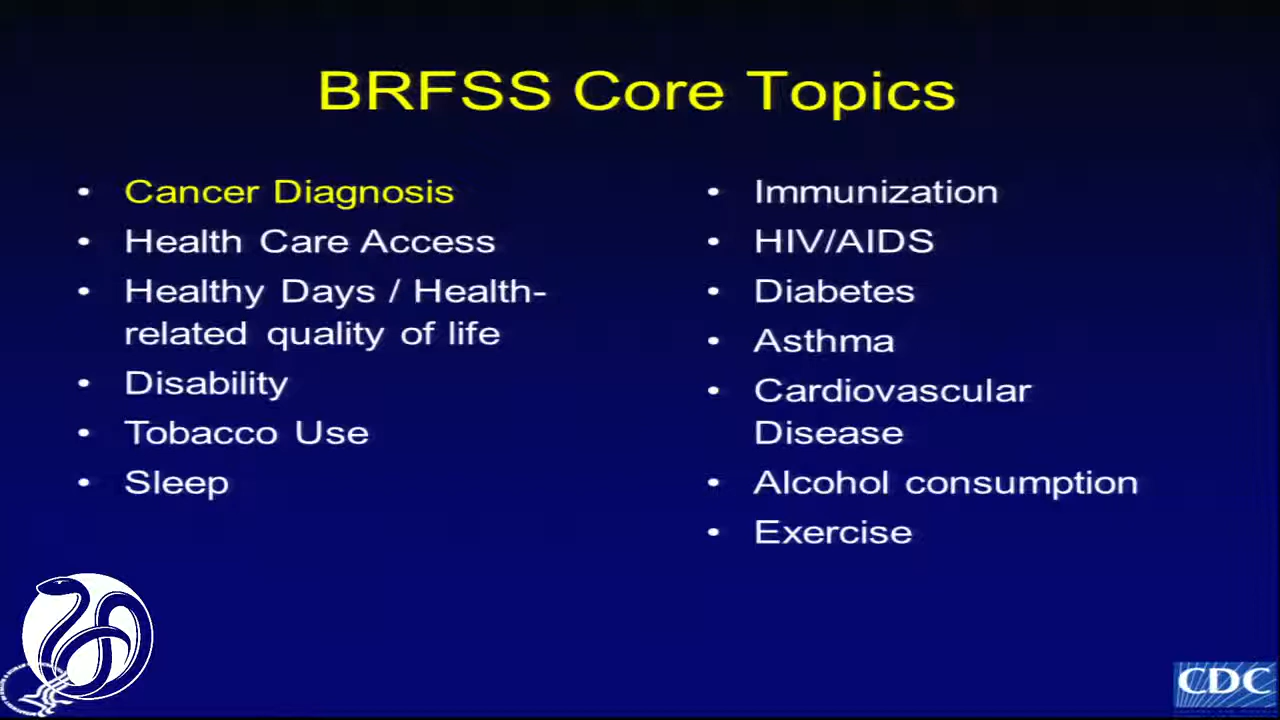 BRFSS Core Topics
• Cancer Diagnosis
• Health Care Access
• Healthy Days / Health-
related quality of life
• Disability
• Tobacco Use
• Sleep
• Immunization
• HIV/AIDS
• Diabetes
• Asthma
• Cardiovascular
Disease
• Alcohol consumption
• Exercise
CDC